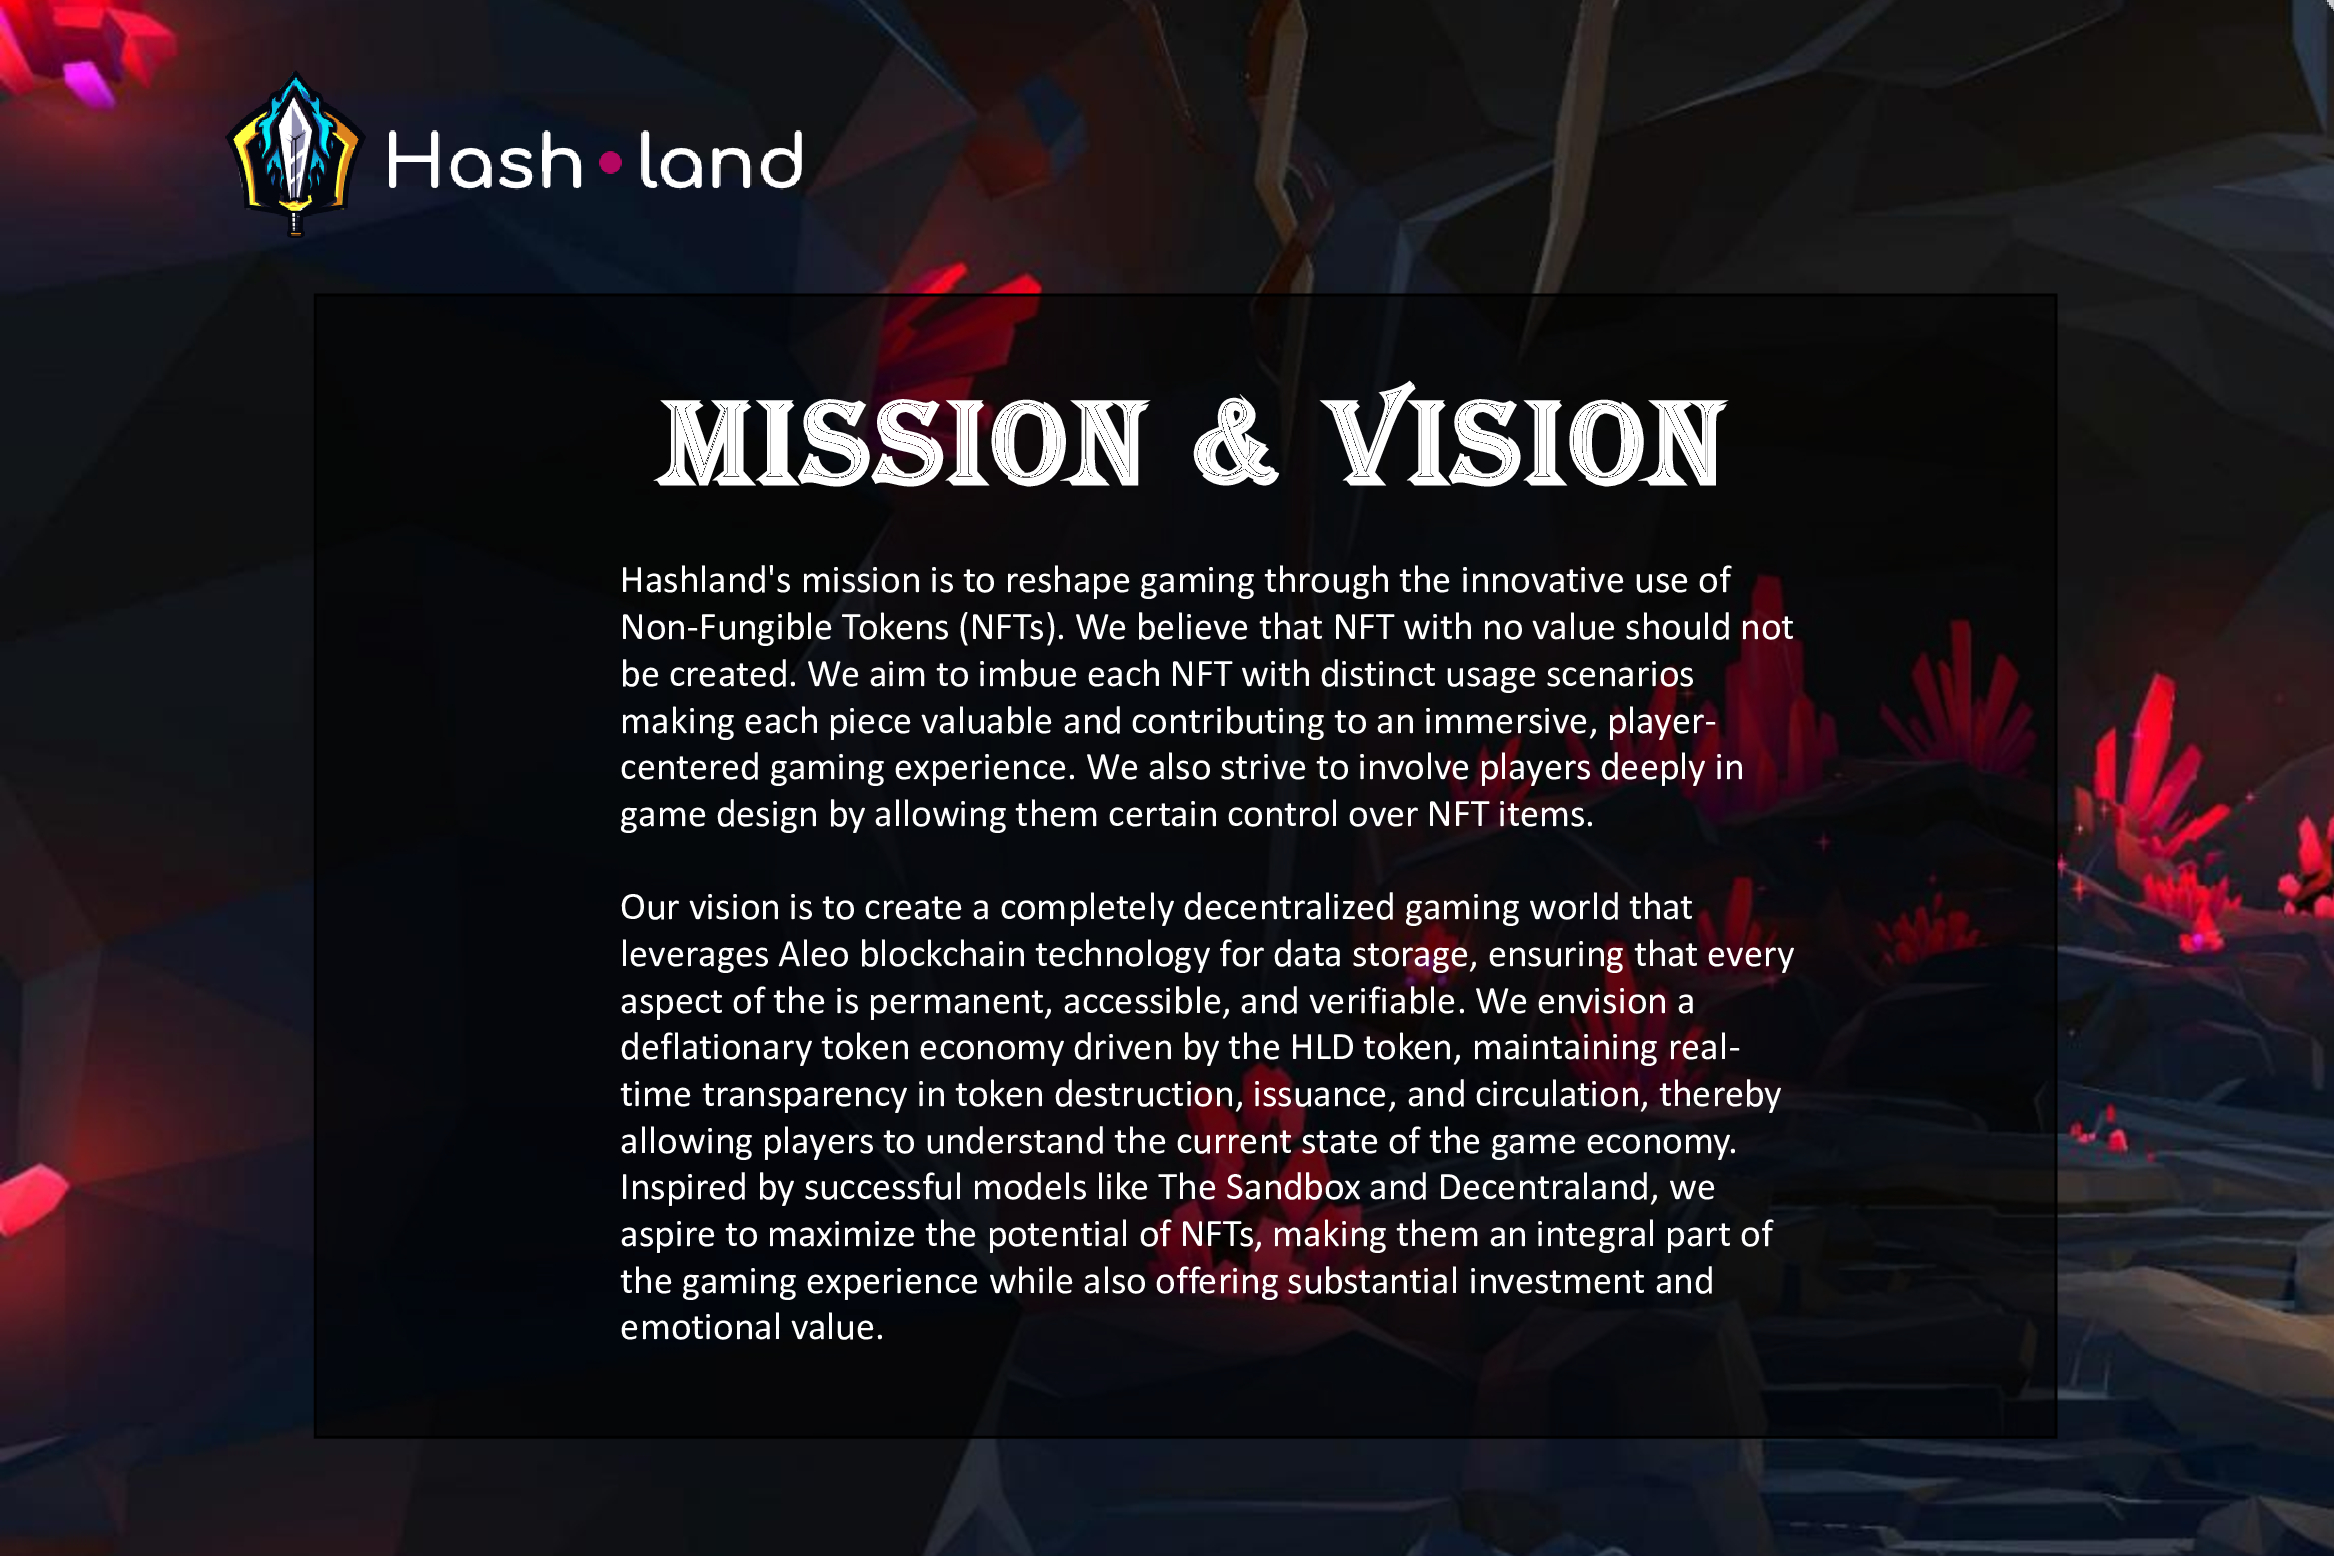 Hash•land
MISSION & VISION
Hashland's mission is to reshape gaming through the innovative use of
Non-Fungible Tokens (NFTs). We believe that NFT with no value should not
be created. We aim to imbue each NFT with distinct usage scenarios
making each piece valuable and contributing to an immersive, player-
centered gaming experience. We also strive to involve players deeply in
game design by allowing them certain control over NFT items.
Our vision is to create a completely decentralized gaming world that
leverages Aleo blockchain technology for data storage, ensuring that every
aspect of the is permanent, accessible, and verifiable. We envision a
deflationary token economy driven by the HLD token, maintaining real-
time transparency in token destruction, issuance, and circulation, thereby
allowing players to understand the current state of the game economy.
Inspired by successful models like The Sandbox and Decentraland, we
aspire to maximize the potential of NFTs, making them an integral part of
the gaming experience while also offering substantial investment and
emotional value.